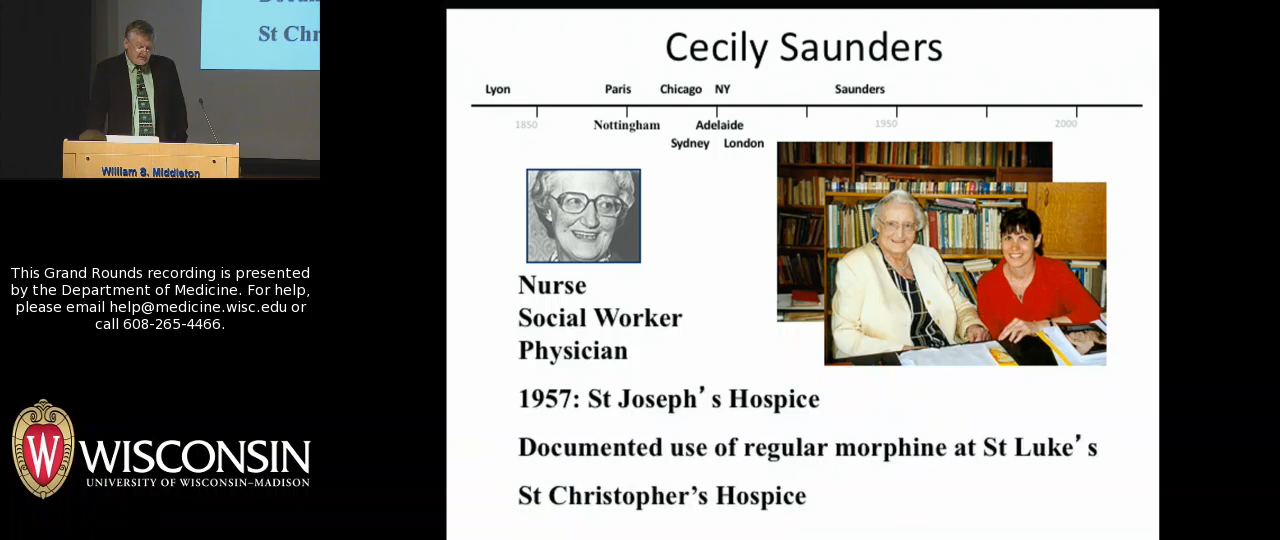 Docum
St Chr
William S. Middleton
This Grand Rounds recording is presented
by the Department of Medicine. For help,
please email help@medicine.wisc.edu or
call 608-265-4466.
W
WISCONSIN
UNIVERSITY OF WISCONSIN–MADISON
Cecily Saunders
Lyon Paris Chicago NY Saunders
1850 Nottingham Adelaide 1950 2000
Sydney London
Nurse
Social Worker
Physician
1957: St Joseph’s Hospice
Documented use of regular morphine at St Luke’s
St Christopher’s Hospice